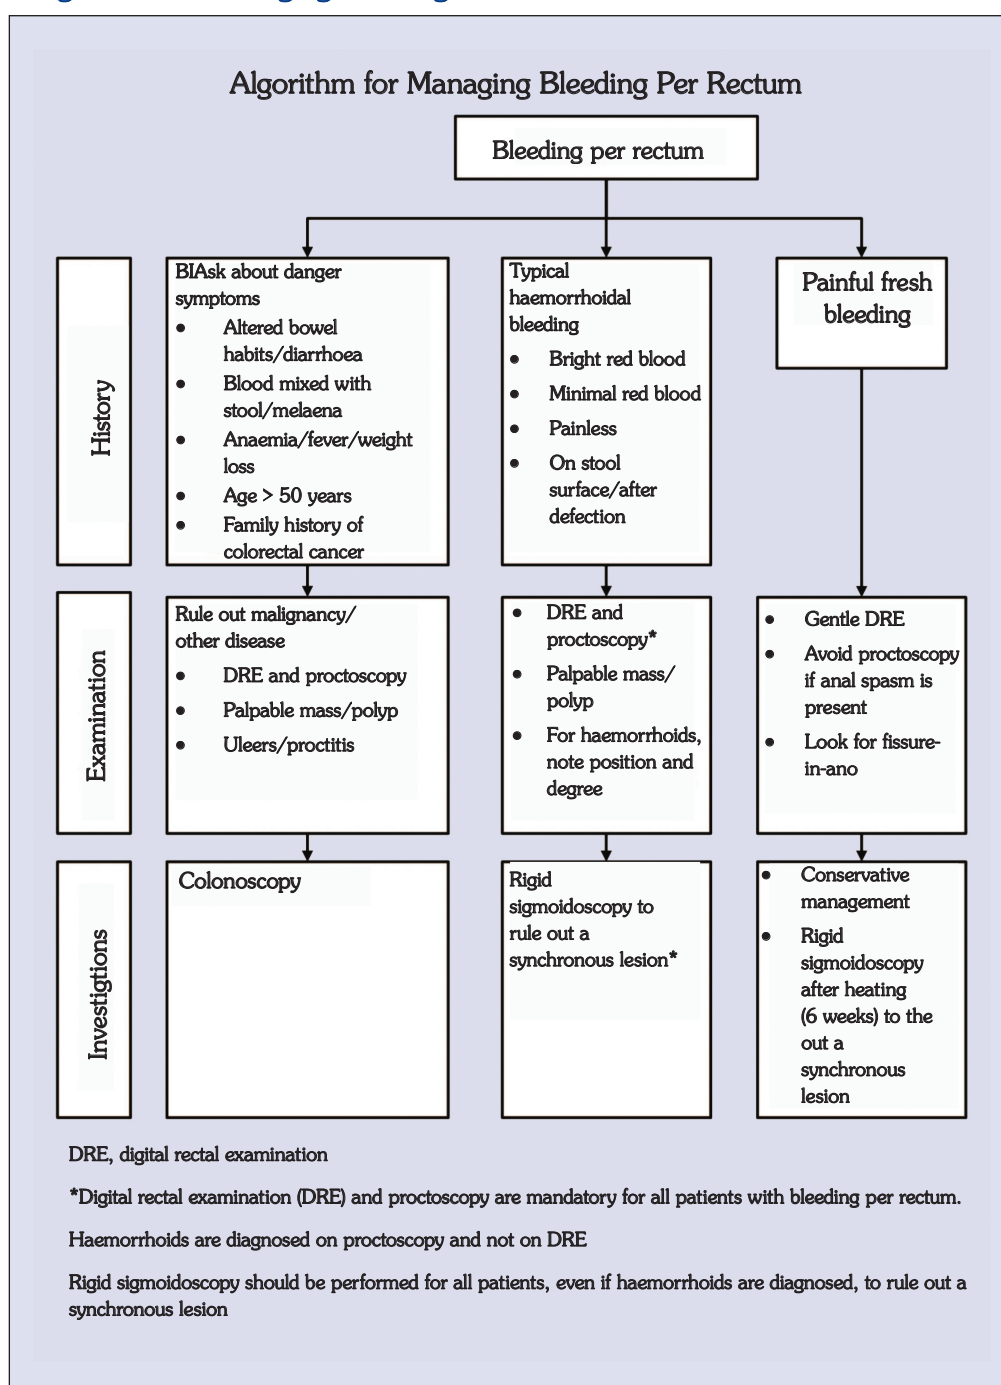 Algorithm for Managing Bleeding Per Rectum
Bleeding per rectum
History
BIAsk about danger
symptoms
• Altered bowel
habits/diarrhoea
• Blood mixed with
stool/melaena
• Anaemia/fever/weight
loss
• Age > 50 years
• Family history of
colorectal cancer
Typical
haemorrhoidal
bleeding
• Bright red blood
• Minimal red blood
• Painless
• On stool
surface/after
defection
Painful fresh
bleeding
Examination
Rule out malignancy/
other disease
• DRE and proctoscopy
• Palpable mass/polyp
• Uleers/proctitis
• DRE and
proctoscopy*
• Palpable mass/
polyp
• For haemorrhoids,
note position and
degree
• Gentle DRE
• Avoid proctoscopy
if anal spasm is
present
• Look for fissure-
in-ano
Investigtions
Colonoscopy
Rigid
sigmoidoscopy to
rule out a
synchronous lesion*
• Conservative
management
• Rigid
sigmoidoscopy
after heating
(6 weeks) to the
out a
synchronous
lesion
DRE, digital rectal examination
*Digital rectal examination (DRE) and proctoscopy are mandatory for all patients with bleeding per rectum.
Haemorrhoids are diagnosed on proctoscopy and not on DRE
Rigid sigmoidoscopy should be performed for all patients, even if haemorrhoids are diagnosed, to rule out a
synchronous lesion